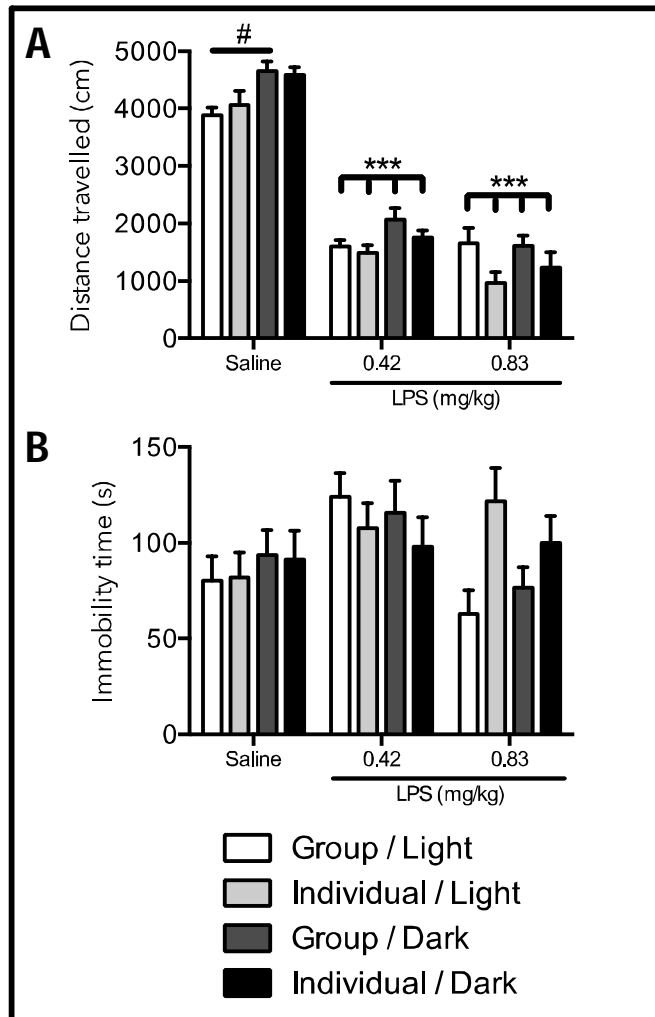 A
Distance travelled (cm)
5000
4000
3000
2000
1000
0
#
***
***
Saline
0.42
0.83
LPS (mg/kg)
B
Immobility time (s)
150
100
50
0
Saline
0.42
0.83
LPS (mg/kg)
Group / Light
Individual / Light
Group / Dark
Individual / Dark